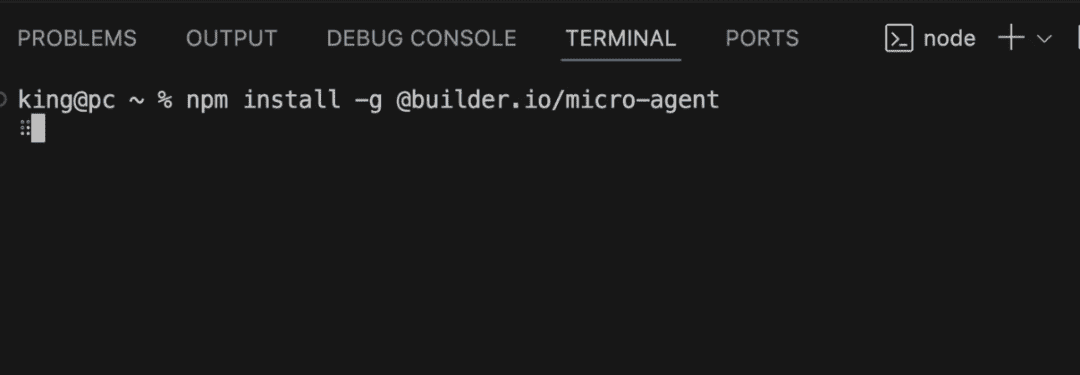 PROBLEMS OUTPUT DEBUG CONSOLE TERMINAL PORTS node
king@pc ~ % npm install -g @builder.io/micro-agent